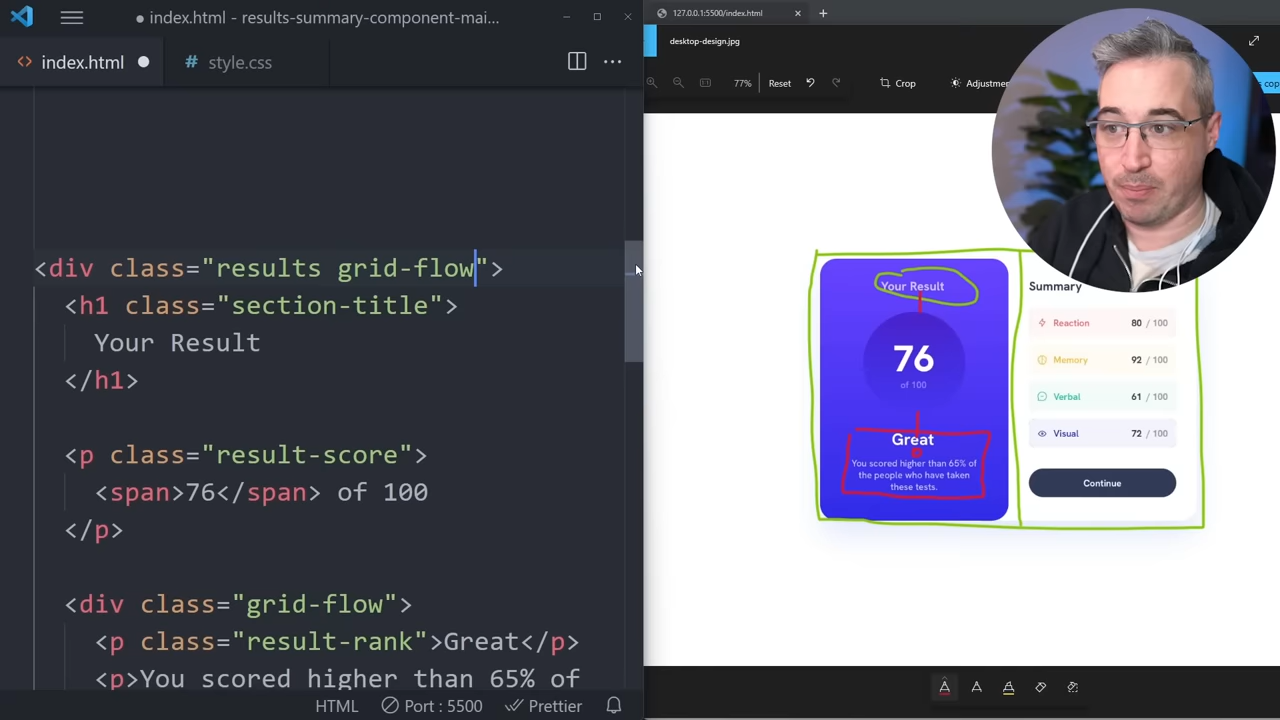 index.html - results-summary-component-mai...
index.html
style.css
<div class="results grid-flow">
<h1 class="section-title">
Your Result
</h1>
<p class="result-score">
<span>76</span> of 100
</p>
<div class="grid-flow">
<p class="result-rank">Great</p>
<p>You scored higher than 65% of
HTML
Port : 5500
Prettier
127.0.0.1:5500/index.html
desktop-design.jpg
77%
Reset
Crop
Adjustmen
s cop
Your Result
76
of 100
Great
You scored higher than 65% of
the people who have taken
these tests.
Summary
Reaction 80 / 100
Memory 92 / 100
Verbal 61 / 100
Visual 72 / 100
Continue